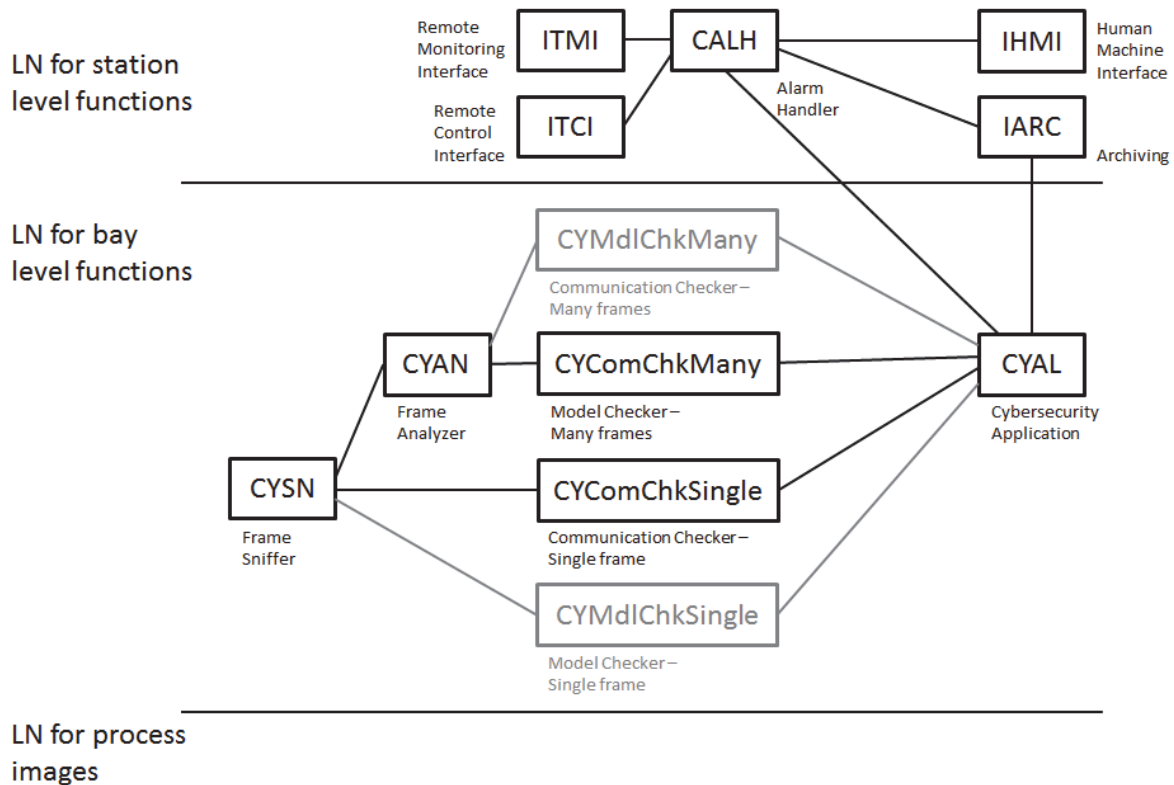 LN for station
level functions
Remote
Monitoring
Interface
ITMI
CALH
IHMI
Human
Machine
Interface
Remote
Control
Interface
ITCI
Alarm
Handler
IARC
Archiving
LN for bay
level functions
CYMdlChkMany
Communication Checker–
Many frames
CYAN
Frame
Analyzer
CYComChkMany
Model Checker–
Many frames
CYAL
Cybersecurity
Application
CYSN
Frame
Sniffer
CYComChkSingle
Communication Checker–
Single frame
CYMdlChkSingle
Model Checker–
Single frame
LN for process
images